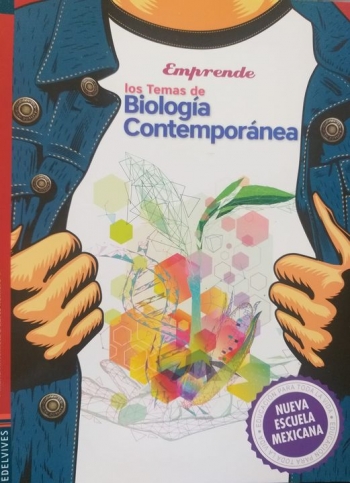 Emprende
los Temas de
Biología
Contemporánea
NUEVA
ESCUELA
MEXICANA
EDELVIVES